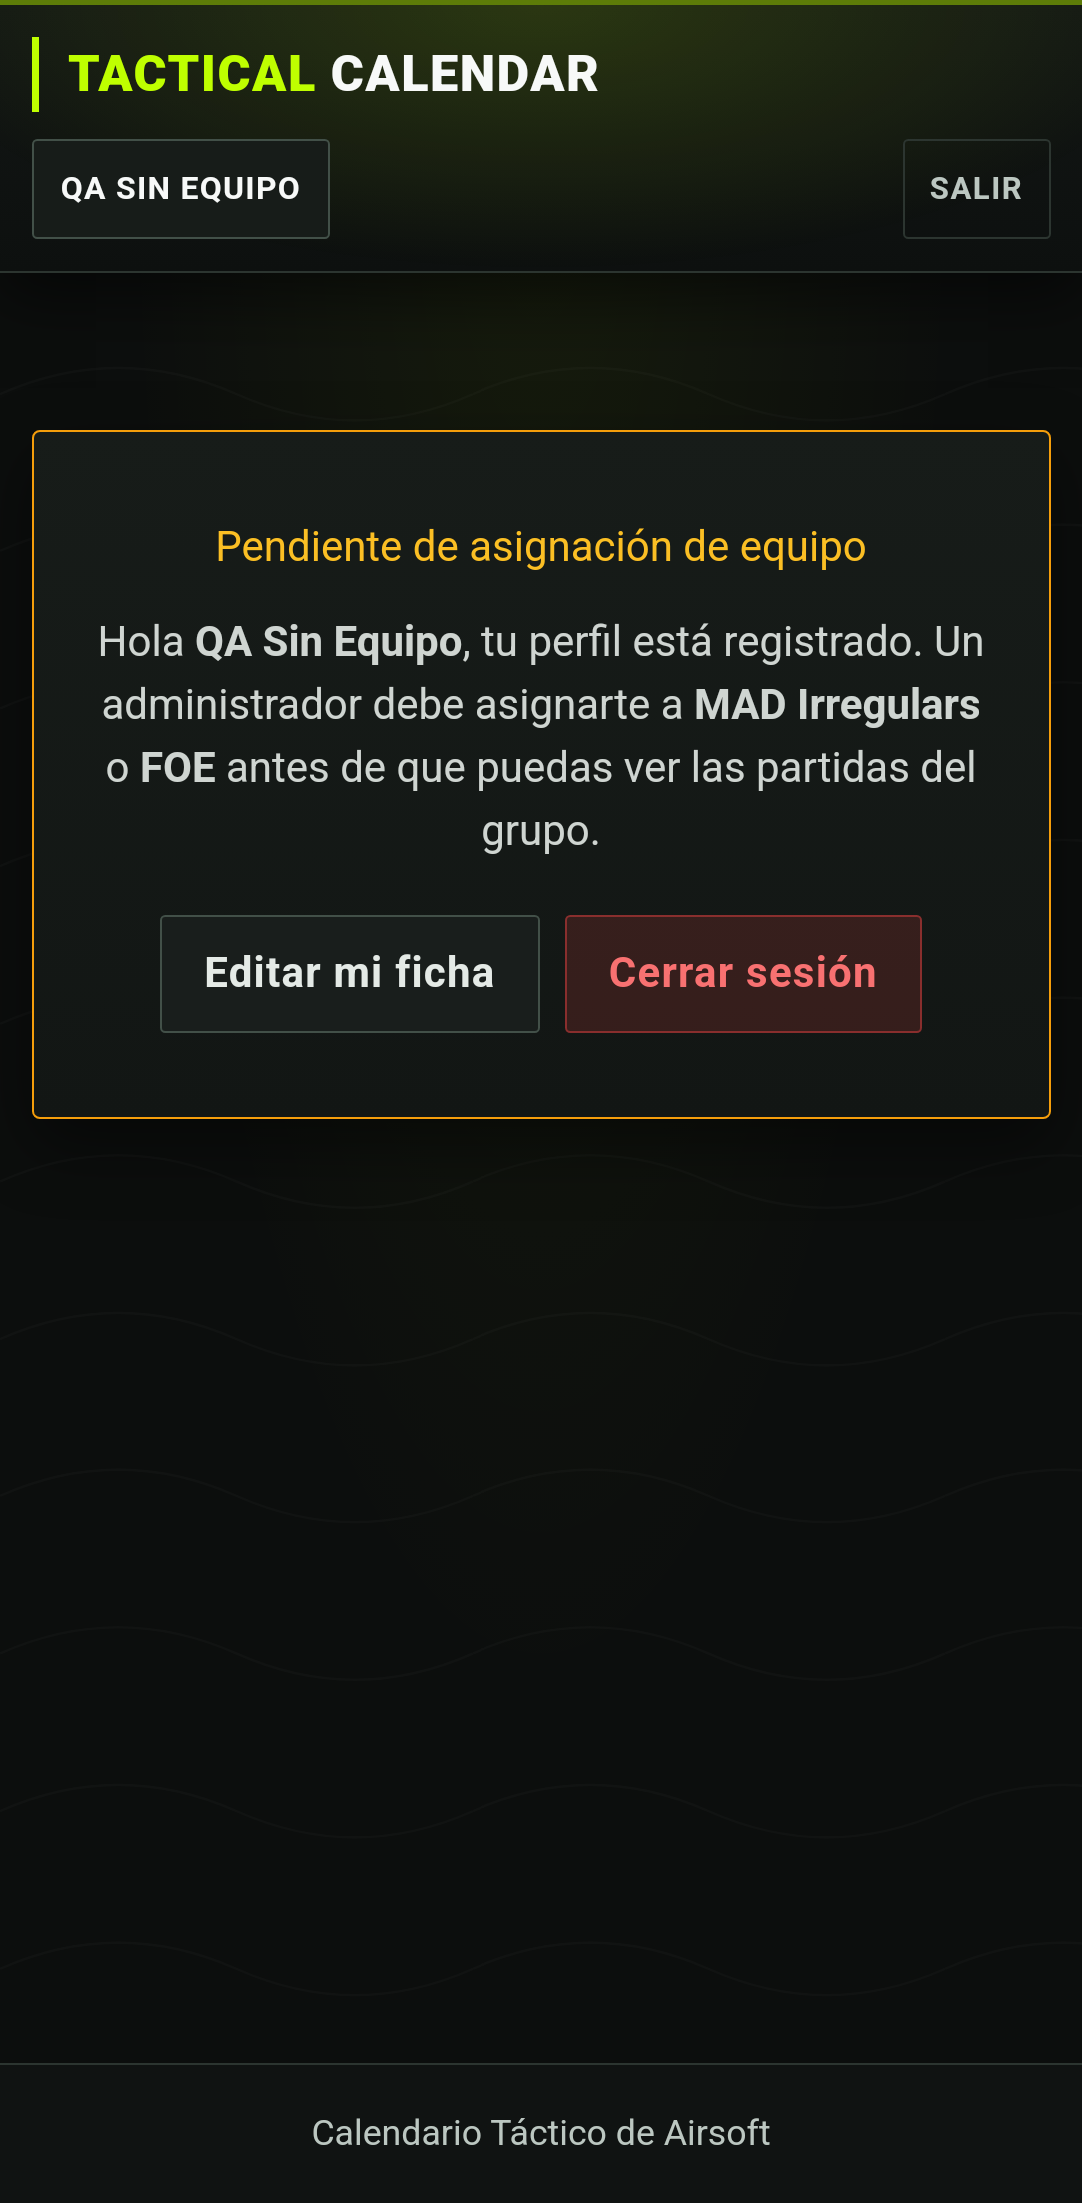 TACTICAL CALENDAR
QA SIN EQUIPO
SALIR
Pendiente de asignación de equipo
Hola QA Sin Equipo, tu perfil está registrado. Un
administrador debe asignarte a MAD Irregulars
o FOE antes de que puedas ver las partidas del
grupo.
Editar mi ficha
Cerrar sesión
Calendario Táctico de Airsoft